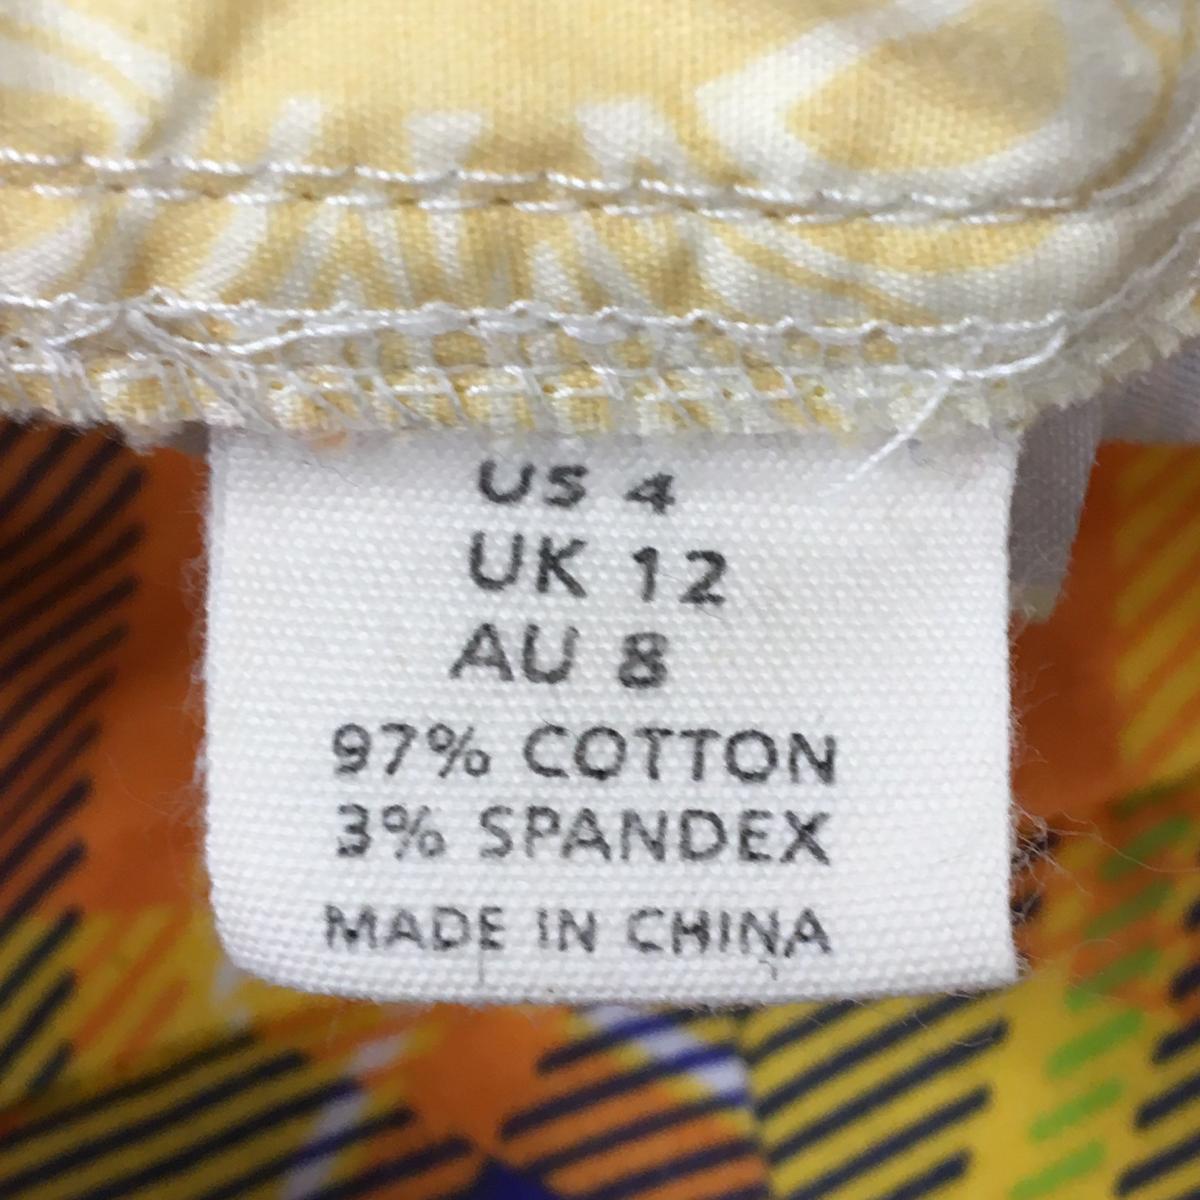 US 4
UK 12
AU 8
97% COTTON
3% SPANDEX
MADE IN CHINA